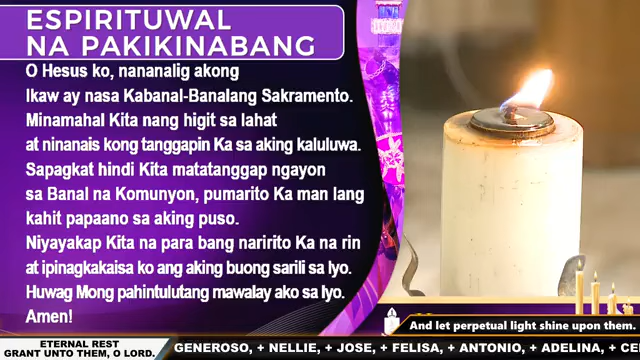 ESPIRITUWAL
NA PAKIKINABANG
O Hesus ko, nananalig akong
Ikaw ay nasa Kabanal-Banalang Sakramento.
Minamahal Kita nang higit sa lahat
at ninanais kong tanggapin Ka sa aking kaluluwa.
Sapagkat hindi Kita matatanggap ngayon
sa Banal na Komunyon, pumarito Ka man lang
kahit papaano sa aking puso.
Niyayakap Kita na para bang naririto Ka na rin
at ipinagkakaisa ko ang aking buong sarili sa Iyo.
Huwag Mong pahintulutang mawalay ako sa Iyo.
Amen!
And let perpetual light shine upon them.
ETERNAL REST
GRANT UNTO THEM, O LORD.
GENEROSO, + NELLIE, + JOSE, + FELISA, + ANTONIO, + ADELINA, + CE